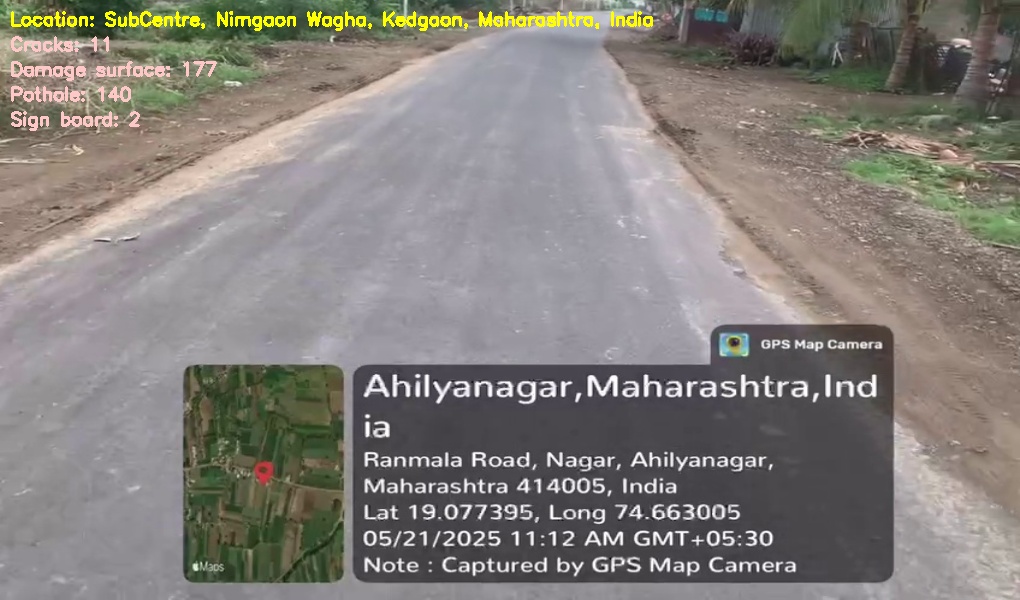 Location: SubCentre, Nimgaon Wagha, Kedgaon, Maharashtra, India
Cracks: 11
Damage surface: 177
Pothole: 140
Sign board: 2
GPS Map Camera
Ahilyanagar,Maharashtra,Ind
ia
Ranmala Road, Nagar, Ahilyanagar,
Maharashtra 414005, India
Lat 19.077395, Long 74.663005
05/21/2025 11:12 AM GMT+05:30
Note : Captured by GPS Map Camera
Maps